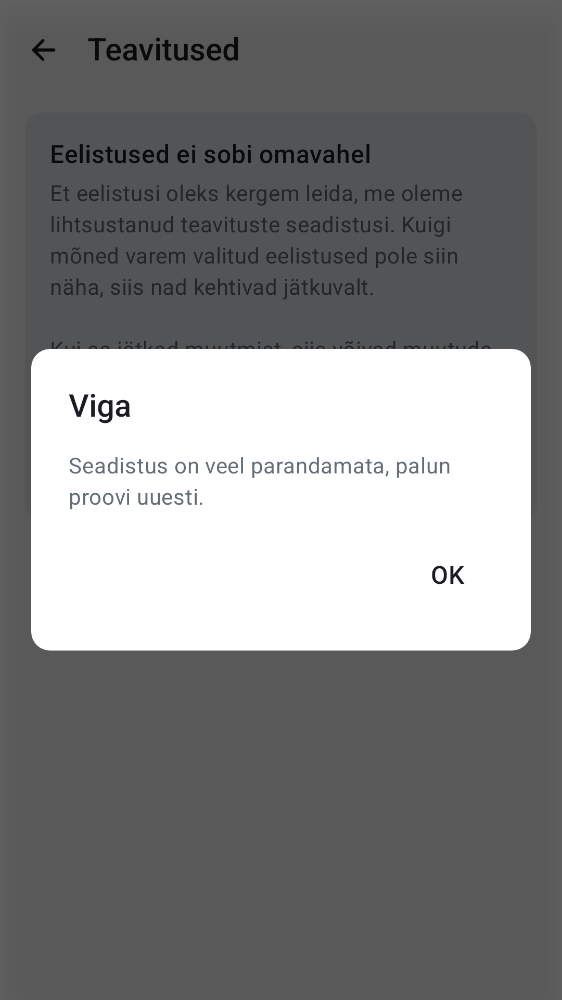 Teavitused
Eelistused ei sobi omavahel
Et eelistusi oleks kergem leida, me oleme
lihtsustanud teavituste seadistusi. Kuigi
mõned varem valitud eelistused pole siin
näha, siis nad kehtivad jätkuvalt.
Kui sa jätkad muutmist, siis võivad muutuda
Viga
Seadistus on veel parandamata, palun
proovi uuesti.
OK